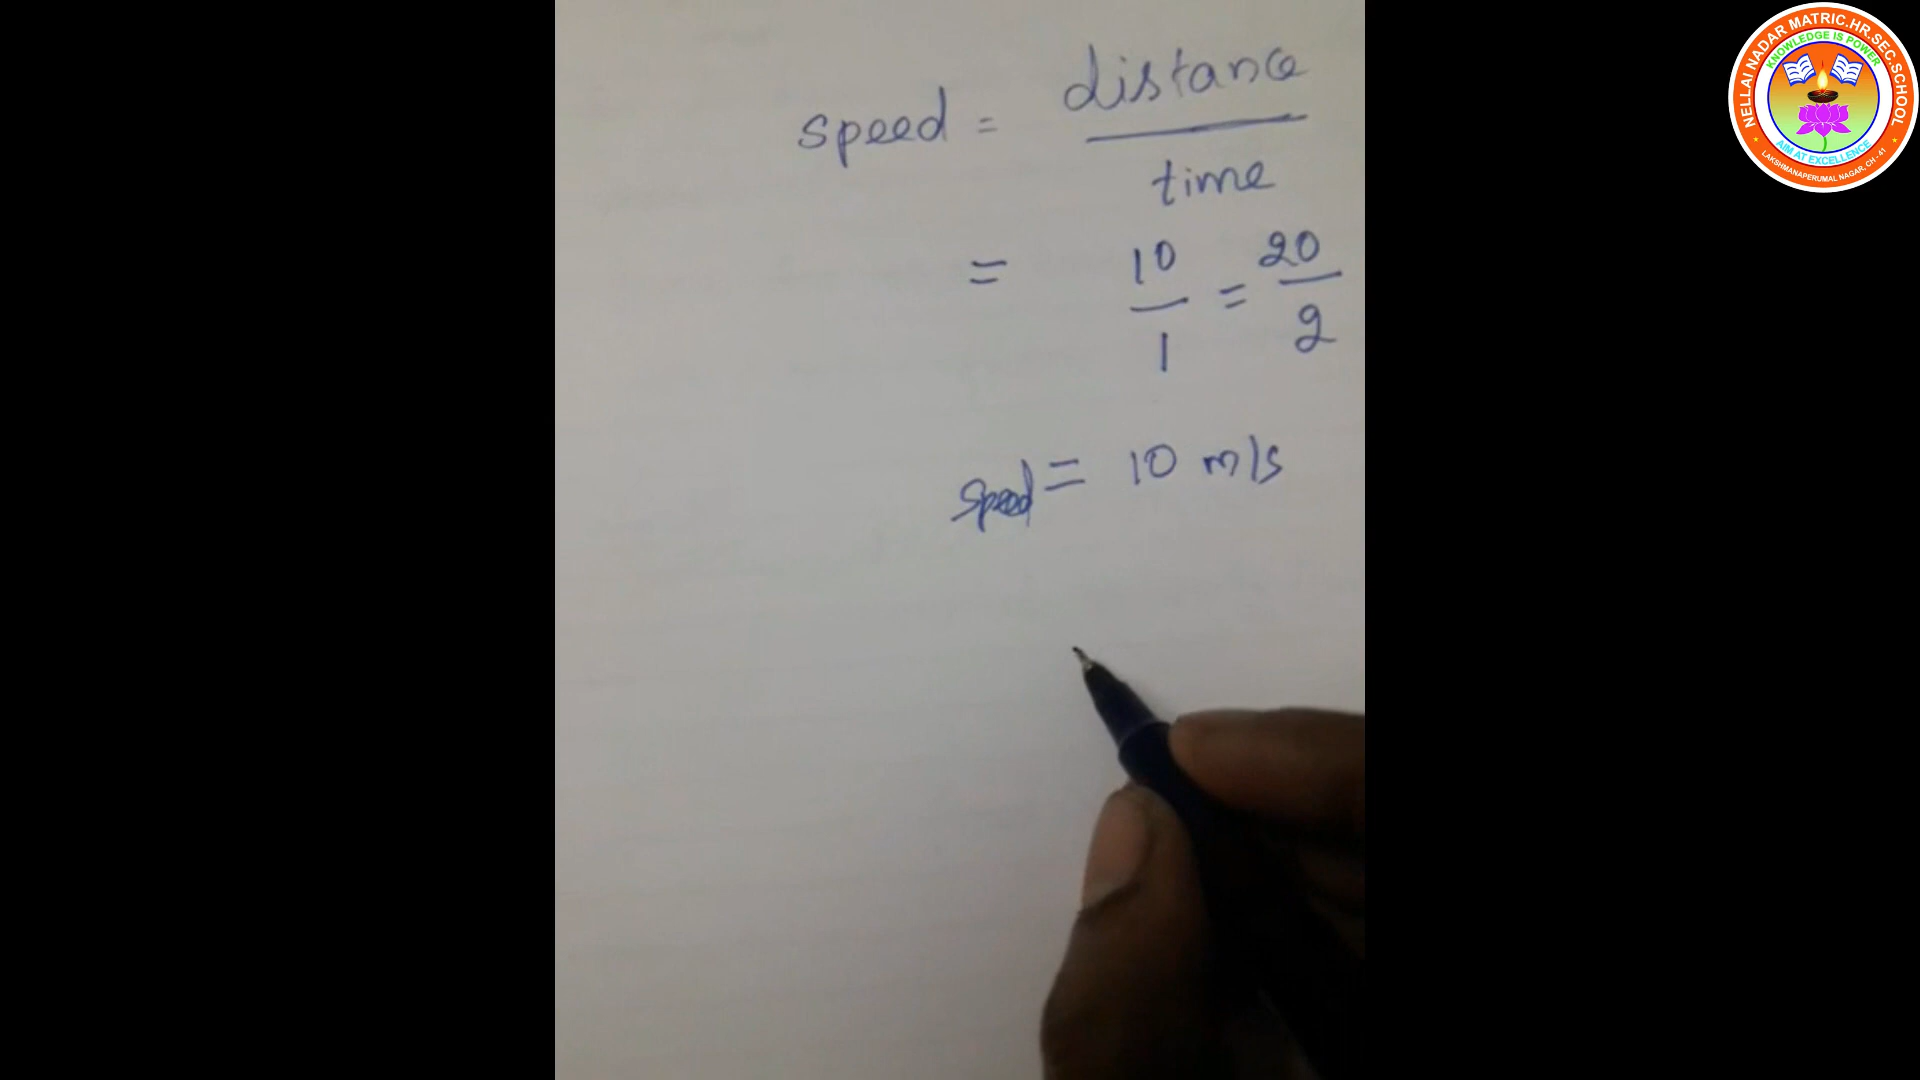 speed = distance
time
= 10/1 = 20/2
speed = 10 m/s
NELLAI NADAR MATRIC.HR.SEC.SCHOOL
KNOWLEDGE IS POWER
AIM AT EXCELLENCE
LAKSHMANAPERUMAL NAGAR, CH - 41